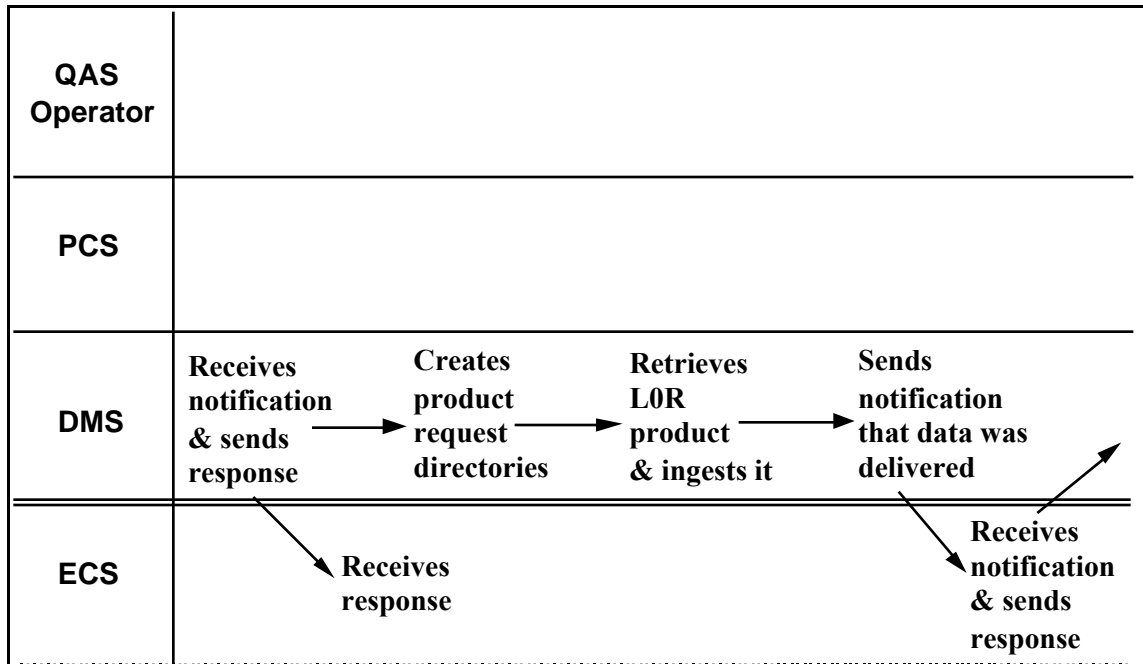 QAS
Operator
PCS
DMS
Receives
notification
& sends
response
Creates
product
request
directories
Retrieves
L0R
product
& ingests it
Sends
notification
that data was
delivered
ECS
Receives
response
Receives
notification
& sends
response